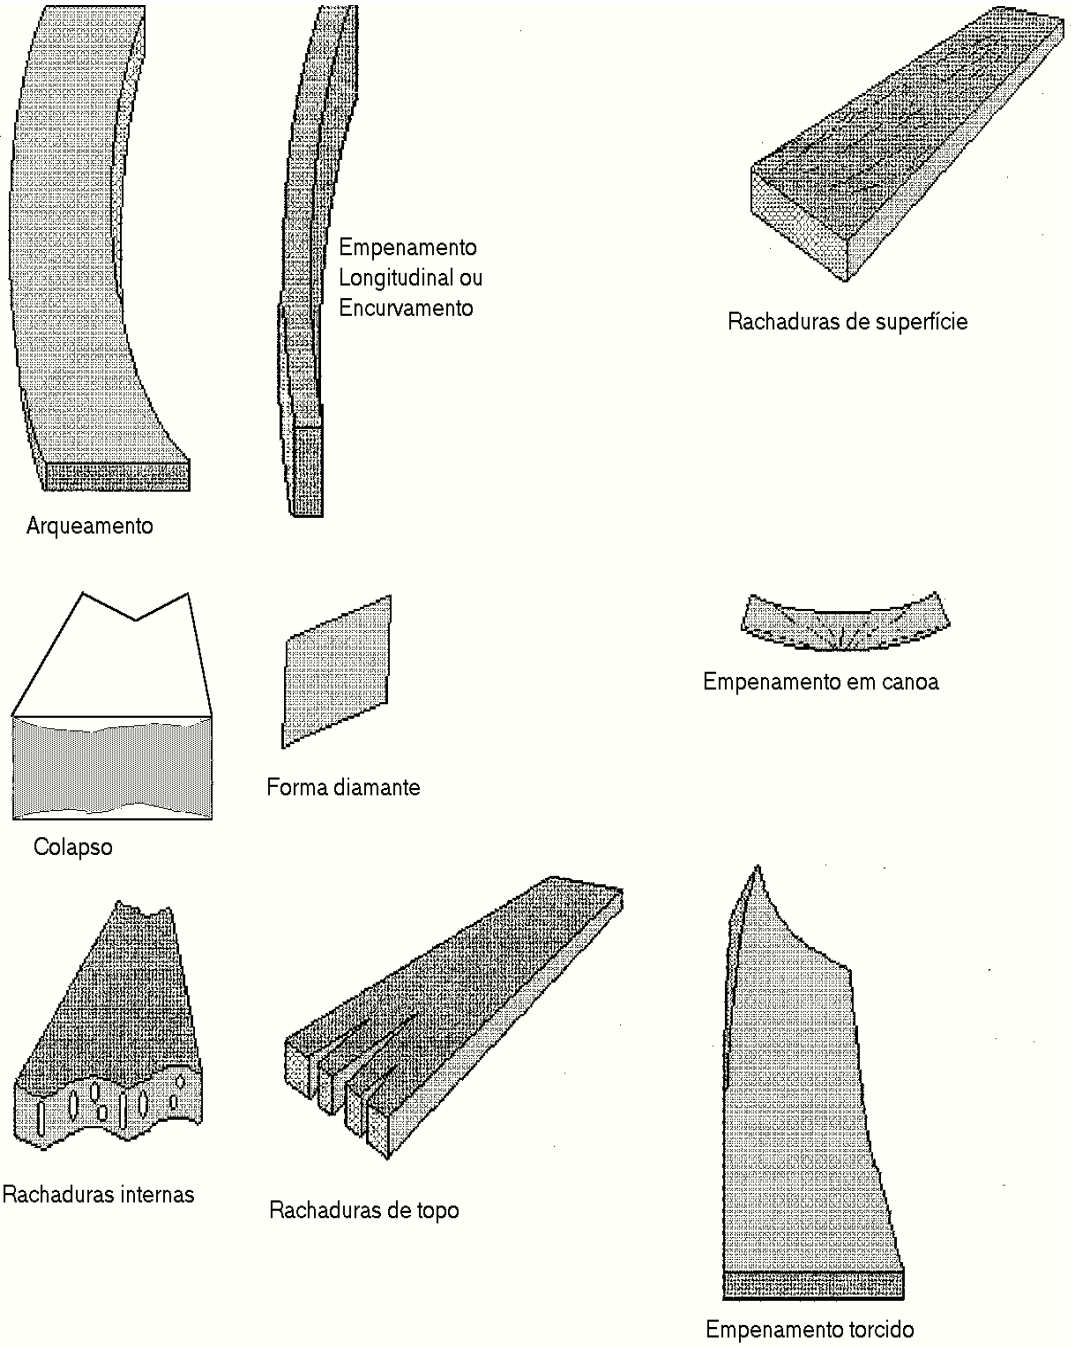 Empenamento
Longitudinal ou
Encurvamento
Rachaduras de superfície
Arqueamento
Empenamento em canoa
Forma diamante
Colapso
Rachaduras internas
Rachaduras de topo
Empenamento torcido